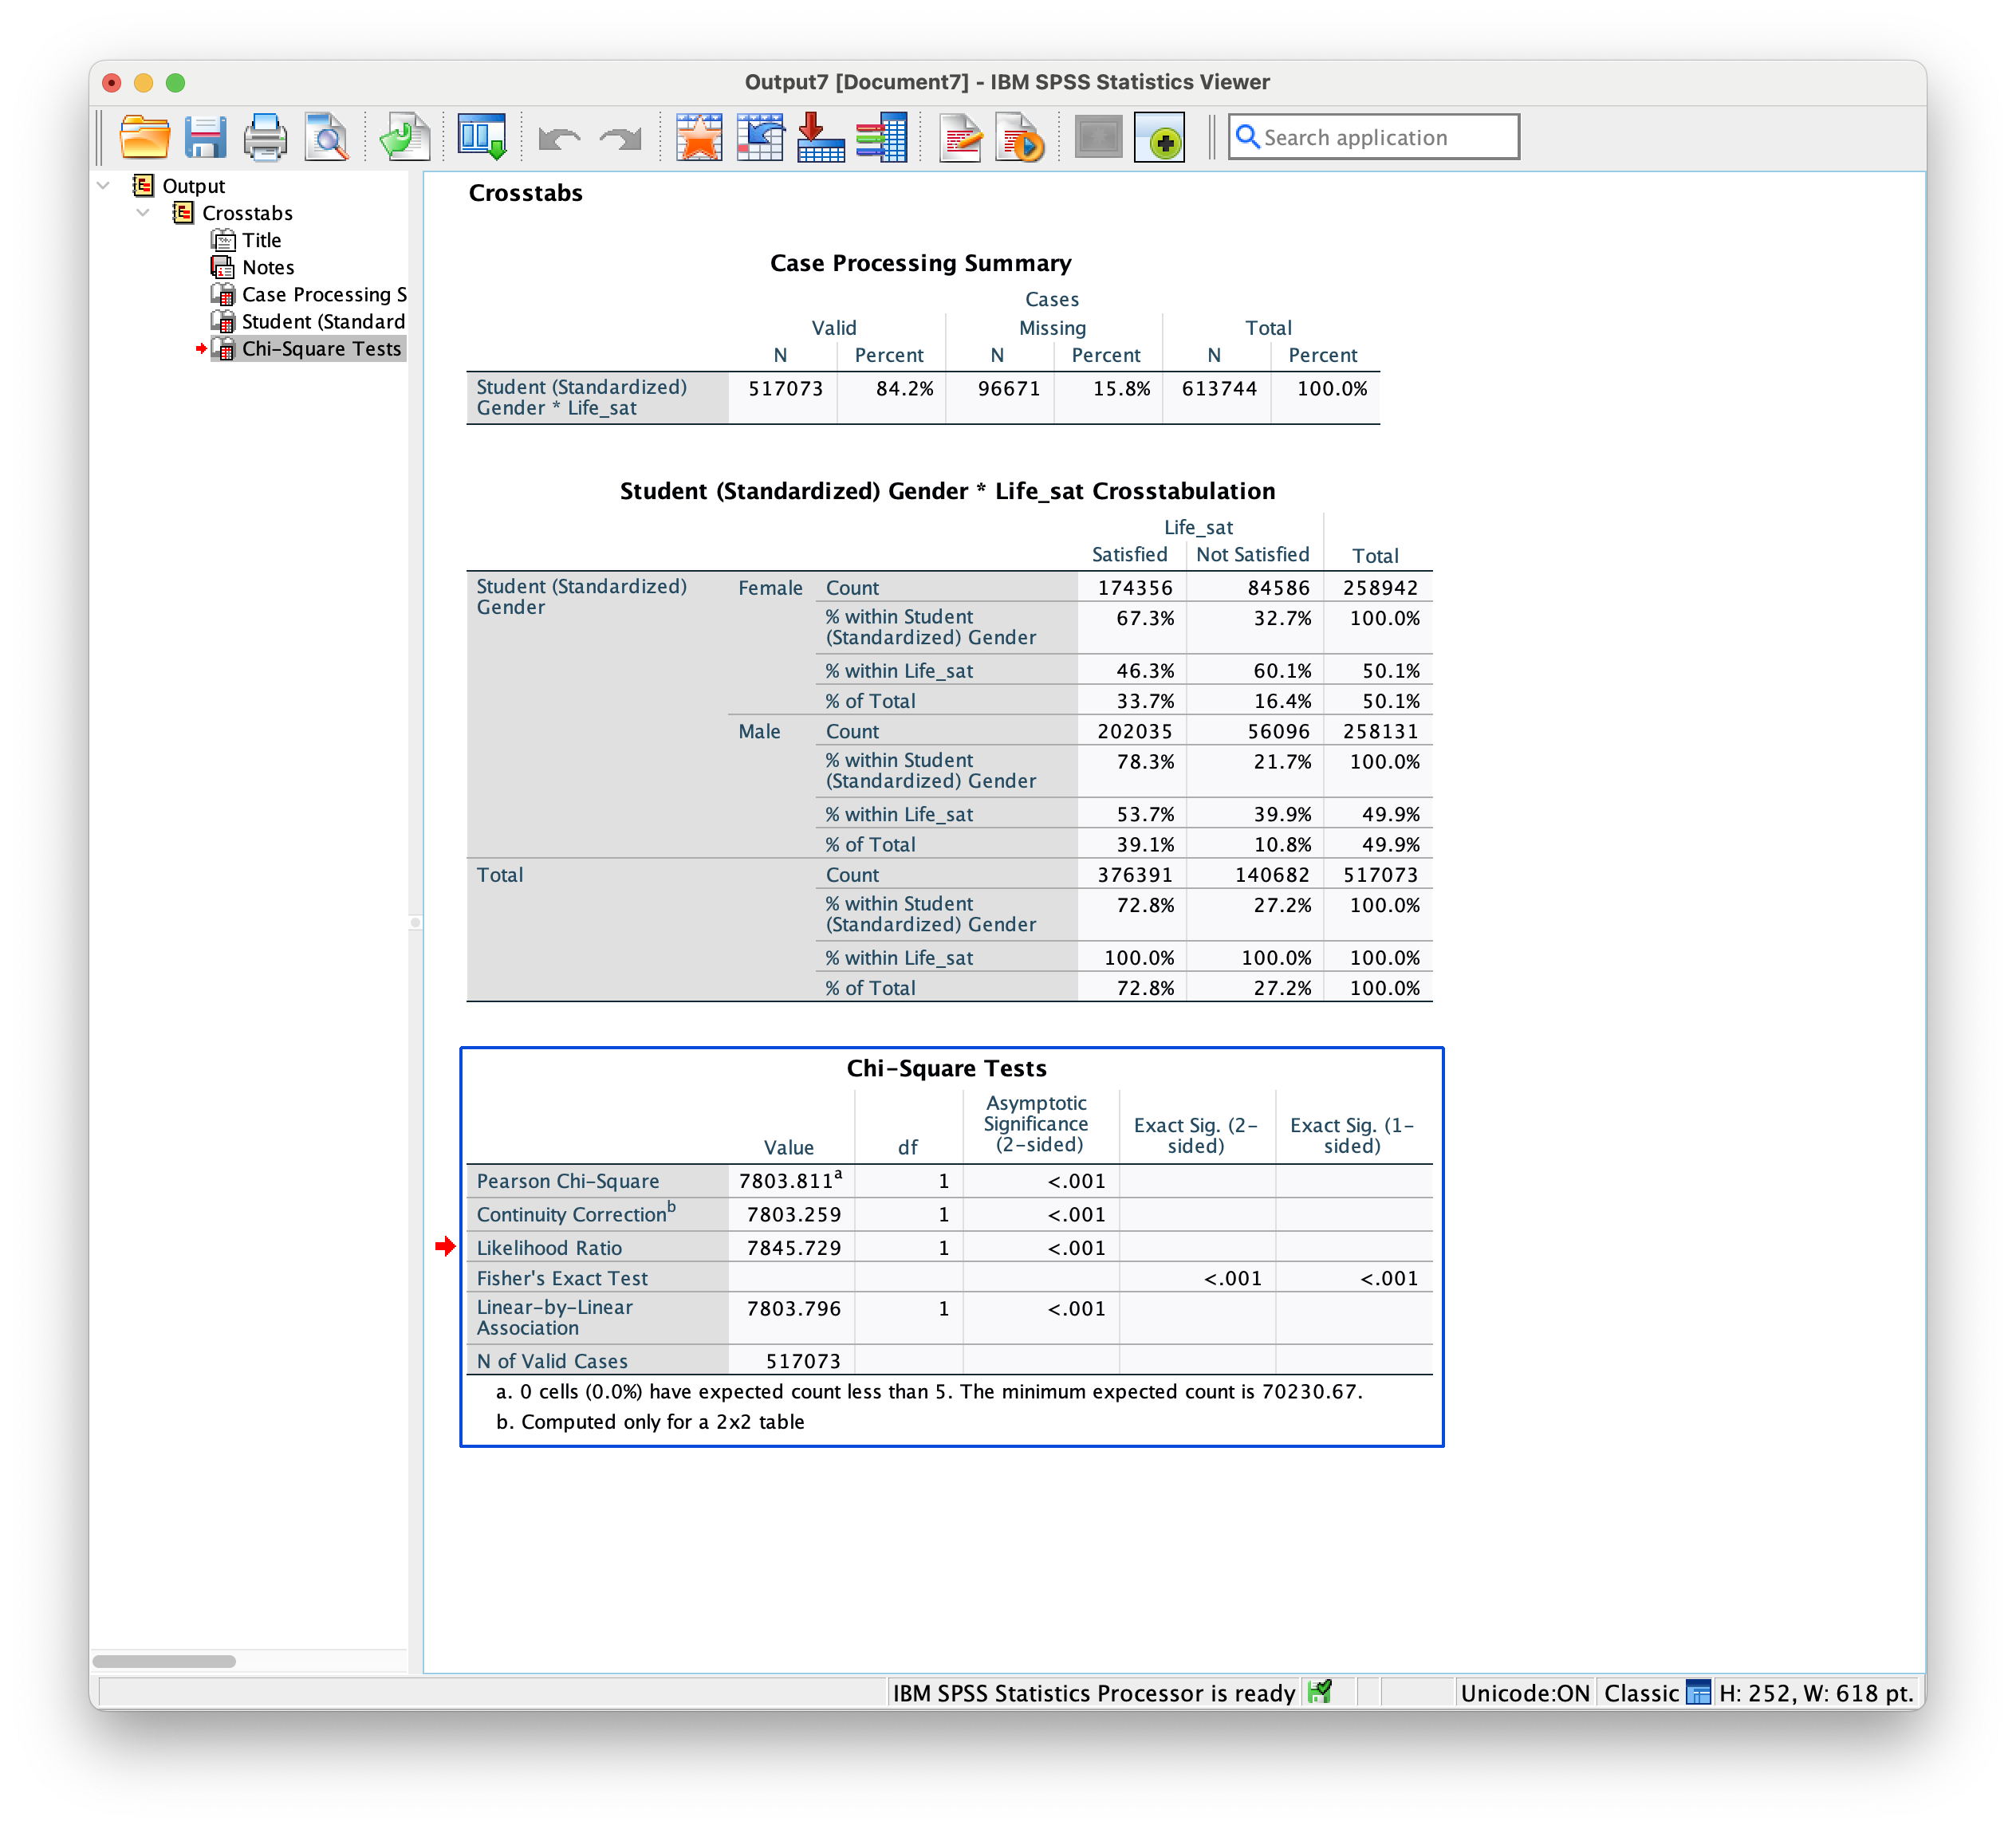 Output7 [Document7] - IBM SPSS Statistics Viewer
Search application
Output
Crosstabs
Title
Notes
Case Processing S
Student (Standard
Chi-Square Tests
Crosstabs
Case Processing Summary
Cases
Valid Missing Total
N Percent N Percent N Percent
Student (Standardized) 517073 84.2% 96671 15.8% 613744 100.0%
Gender * Life_sat
Student (Standardized) Gender * Life_sat Crosstabulation
Life_sat
Satisfied Not Satisfied Total
Student (Standardized) Female Count 174356 84586 258942
Gender
% within Student 67.3% 32.7% 100.0%
(Standardized) Gender
% within Life_sat 46.3% 60.1% 50.1%
% of Total 33.7% 16.4% 50.1%
Male Count 202035 56096 258131
% within Student 78.3% 21.7% 100.0%
(Standardized) Gender
% within Life_sat 53.7% 39.9% 49.9%
% of Total 39.1% 10.8% 49.9%
Total Count 376391 140682 517073
% within Student 72.8% 27.2% 100.0%
(Standardized) Gender
% within Life_sat 100.0% 100.0% 100.0%
% of Total 72.8% 27.2% 100.0%
Chi-Square Tests
Value df Asymptotic Significance (2-sided) Exact Sig. (2-sided) Exact Sig. (1-sided)
Pearson Chi-Square 7803.811a 1 <.001
Continuity Correctionb 7803.259 1 <.001
Likelihood Ratio 7845.729 1 <.001
Fisher's Exact Test <.001 <.001
Linear-by-Linear 7803.796 1 <.001
Association
N of Valid Cases 517073
a. 0 cells (0.0%) have expected count less than 5. The minimum expected count is 70230.67.
b. Computed only for a 2x2 table
IBM SPSS Statistics Processor is ready Unicode:ON Classic H: 252, W: 618 pt.